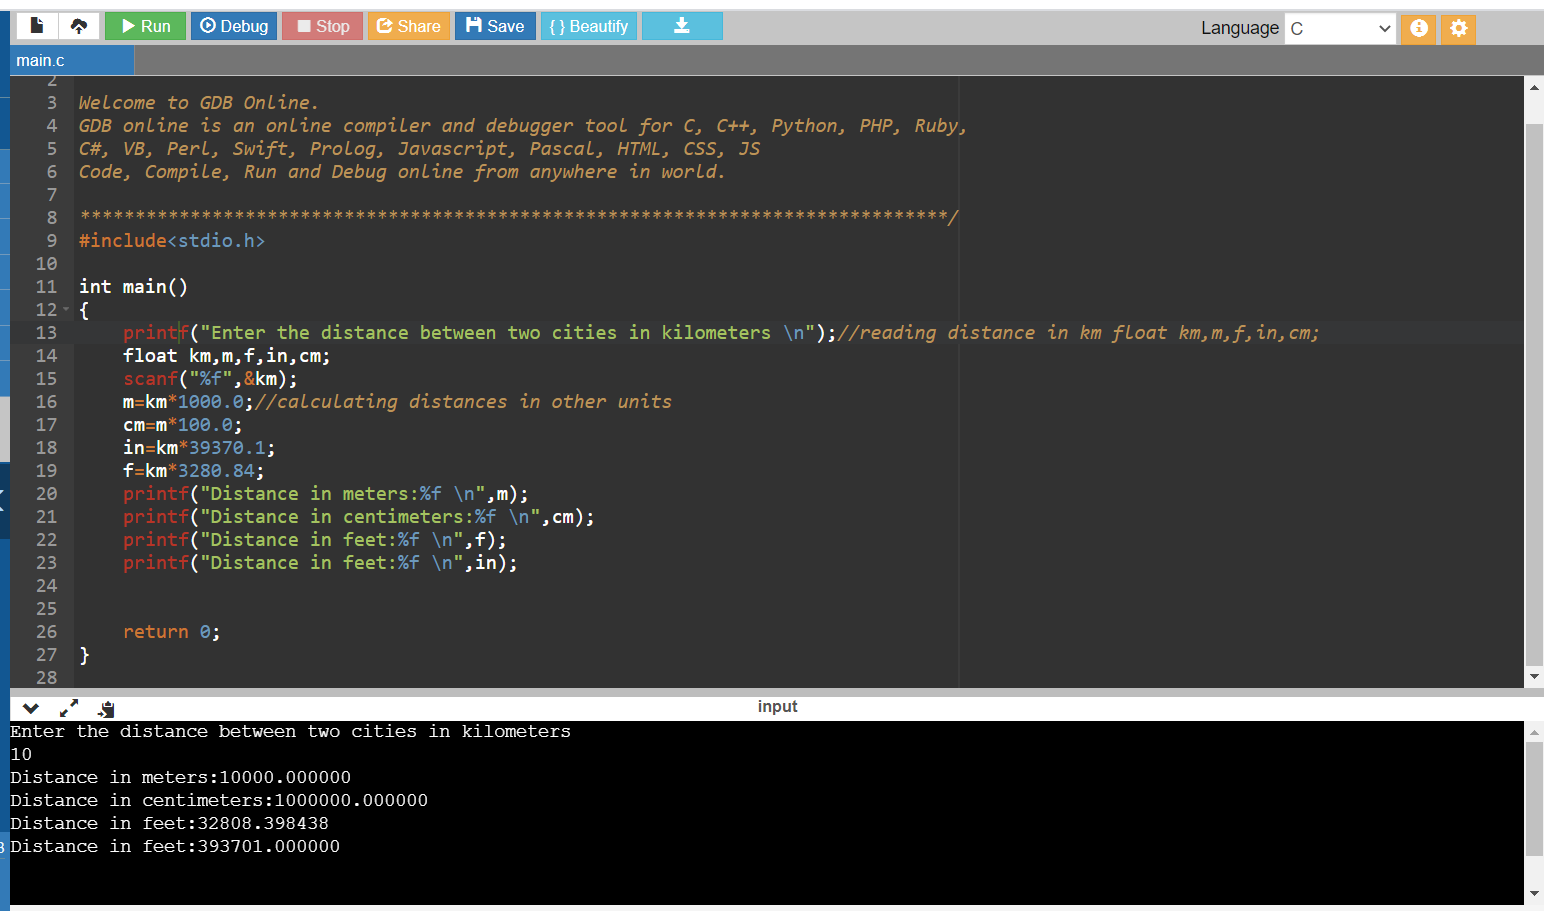 Run Debug Stop Share Save { } Beautify Language C
main.c
2
3 Welcome to GDB Online.
4 GDB online is an online compiler and debugger tool for C, C++, Python, PHP, Ruby,
5 C#, VB, Perl, Swift, Prolog, Javascript, Pascal, HTML, CSS, JS
6 Code, Compile, Run and Debug online from anywhere in world.
7
8 *******************************************************************************/
9 #include<stdio.h>
10
11 int main()
12 {
13     printf("Enter the distance between two cities in kilometers \n");//reading distance in km float km,m,f,in,cm;
14     float km,m,f,in,cm;
15     scanf("%f",&km);
16     m=km*1000.0;//calculating distances in other units
17     cm=m*100.0;
18     in=km*39370.1;
19     f=km*3280.84;
20     printf("Distance in meters:%f \n",m);
21     printf("Distance in centimeters:%f \n",cm);
22     printf("Distance in feet:%f \n",f);
23     printf("Distance in feet:%f \n",in);
24
25
26     return 0;
27 }
28
input
Enter the distance between two cities in kilometers
10
Distance in meters:10000.000000
Distance in centimeters:1000000.000000
Distance in feet:32808.398438
Distance in feet:393701.000000